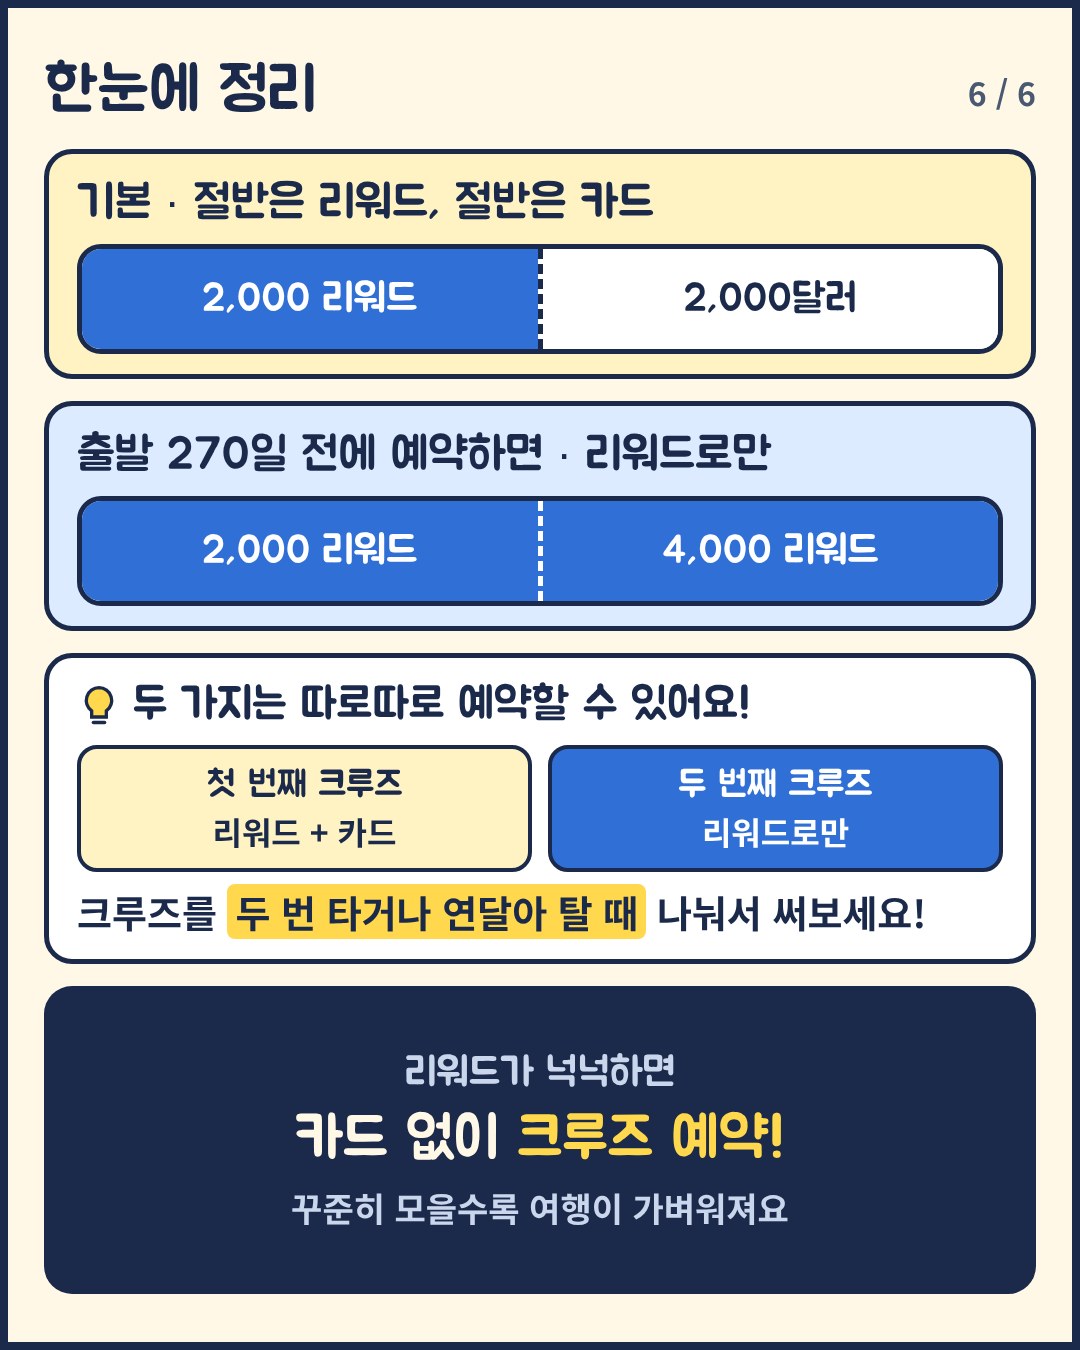 한눈에 정리
6 / 6
기본 · 절반은 리워드, 절반은 카드
2,000 리워드
2,000달러
출발 270일 전에 예약하면 · 리워드로만
2,000 리워드
4,000 리워드
두 가지는 따로따로 예약할 수 있어요!
첫 번째 크루즈
리워드 + 카드
두 번째 크루즈
리워드로만
크루즈를 두 번 타거나 연달아 탈 때 나눠서 써보세요!
리워드가 넉넉하면
카드 없이 크루즈 예약!
꾸준히 모을수록 여행이 가벼워져요